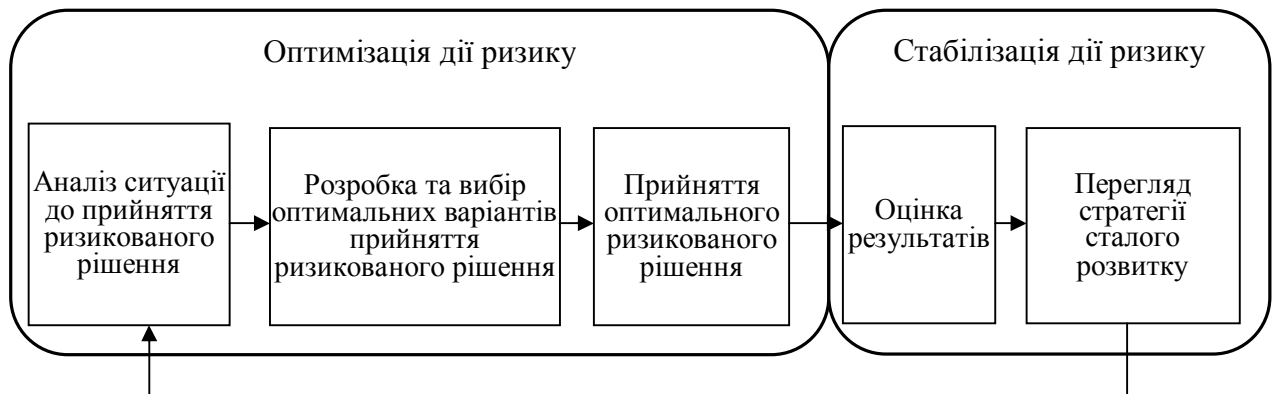 Оптимізація дії ризику
Стабілізація дії ризику
Аналіз ситуації
до прийняття
ризикованого
рішення
Розробка та вибір
оптимальних варіантів
прийняття
ризикованого рішення
Прийняття
оптимального
ризикованого
рішення
Оцінка
результатів
Перегляд
стратегії
сталого
розвитку